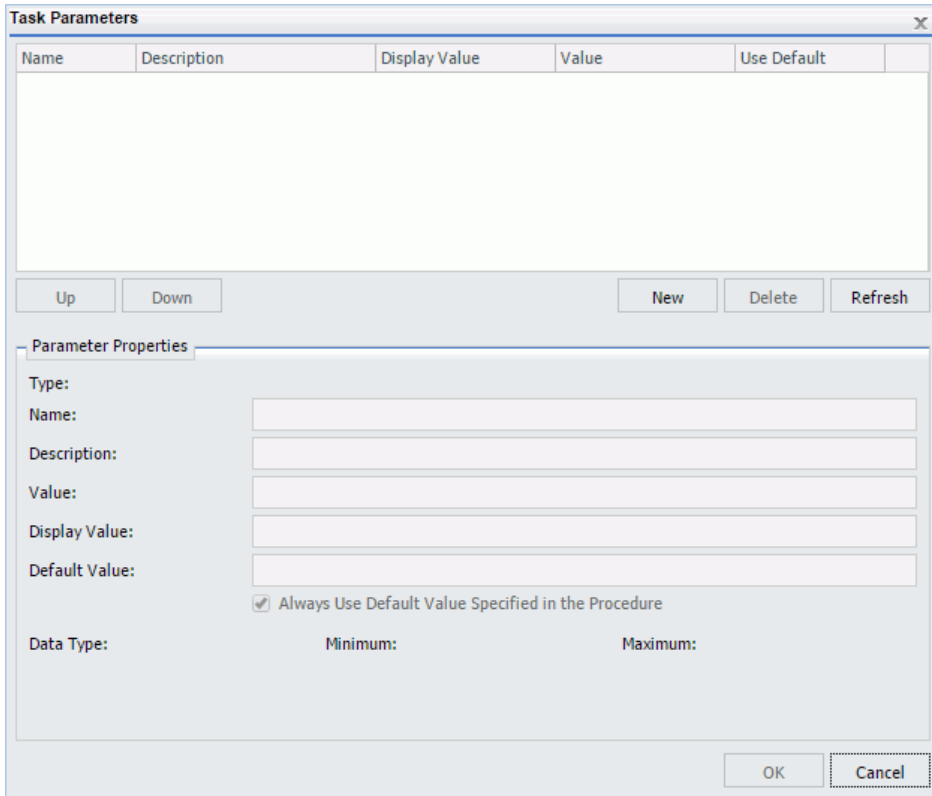 Task Parameters
Name Description Display Value Value Use Default
Up Down New Delete Refresh
Parameter Properties
Type:
Name:
Description:
Value:
Display Value:
Default Value:
Always Use Default Value Specified in the Procedure
Data Type: Minimum: Maximum:
OK Cancel